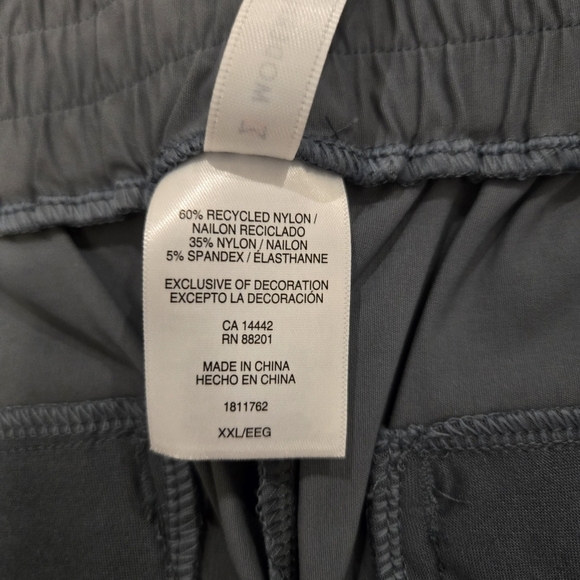 60% RECYCLED NYLON /
NAILON RECICLADO
35% NYLON / NAILON
5% SPANDEX / ÉLASTHANNE
EXCLUSIVE OF DECORATION
EXCEPTO LA DECORACIÓN
CA 14442
RN 88201
MADE IN CHINA
HECHO EN CHINA
1811762
XXL/EEG